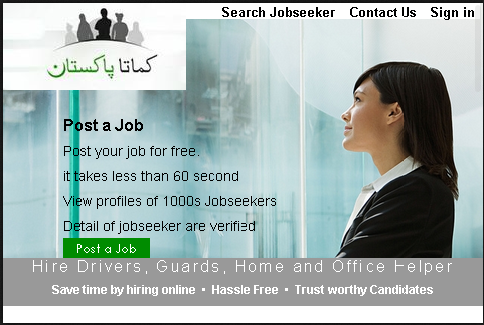 Search Jobseeker Contact Us Sign in
کماتا پاکستان
Post a Job
Post your job for free.
it takes less than 60 second
View profiles of 1000s Jobseekers
Detail of jobseeker are verified
Post a Job
Hire Drivers, Guards, Home and Office Helper
Save time by hiring online • Hassle Free • Trust worthy Candidates